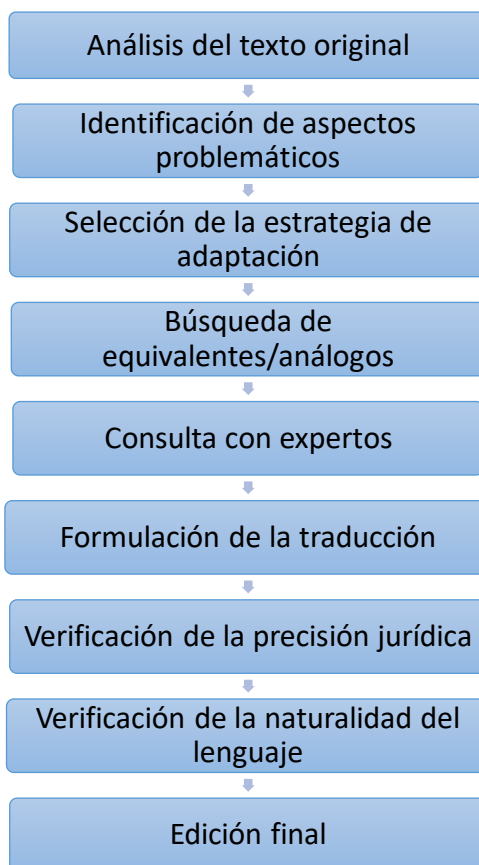 Análisis del texto original
Identificación de aspectos
problemáticos
Selección de la estrategia de
adaptación
Búsqueda de
equivalentes/análogos
Consulta con expertos
Formulación de la traducción
Verificación de la precisión jurídica
Verificación de la naturalidad del
lenguaje
Edición final